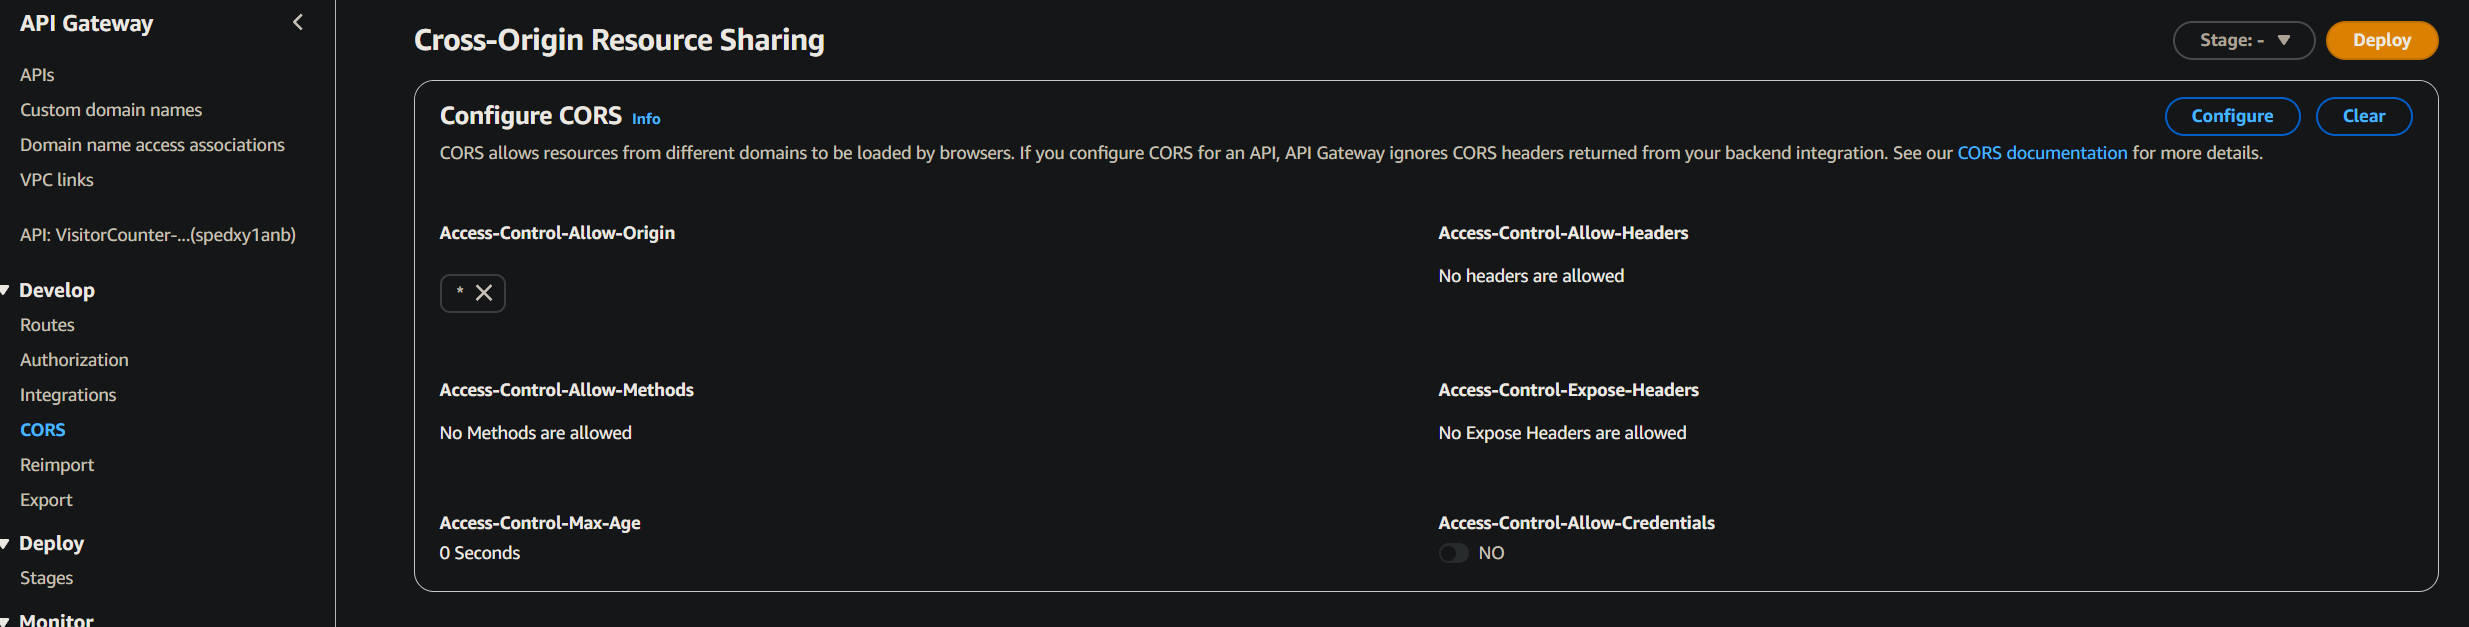 API Gateway
APIs
Custom domain names
Domain name access associations
VPC links
API: VisitorCounter-...(spedxy1anb)
Develop
Routes
Authorization
Integrations
CORS
Reimport
Export
Deploy
Stages
Monitor
Cross-Origin Resource Sharing
Stage: -
Deploy
Configure CORS Info
Configure
Clear
CORS allows resources from different domains to be loaded by browsers. If you configure CORS for an API, API Gateway ignores CORS headers returned from your backend integration. See our CORS documentation for more details.
Access-Control-Allow-Origin
*
Access-Control-Allow-Headers
No headers are allowed
Access-Control-Allow-Methods
No Methods are allowed
Access-Control-Expose-Headers
No Expose Headers are allowed
Access-Control-Max-Age
0 Seconds
Access-Control-Allow-Credentials
NO